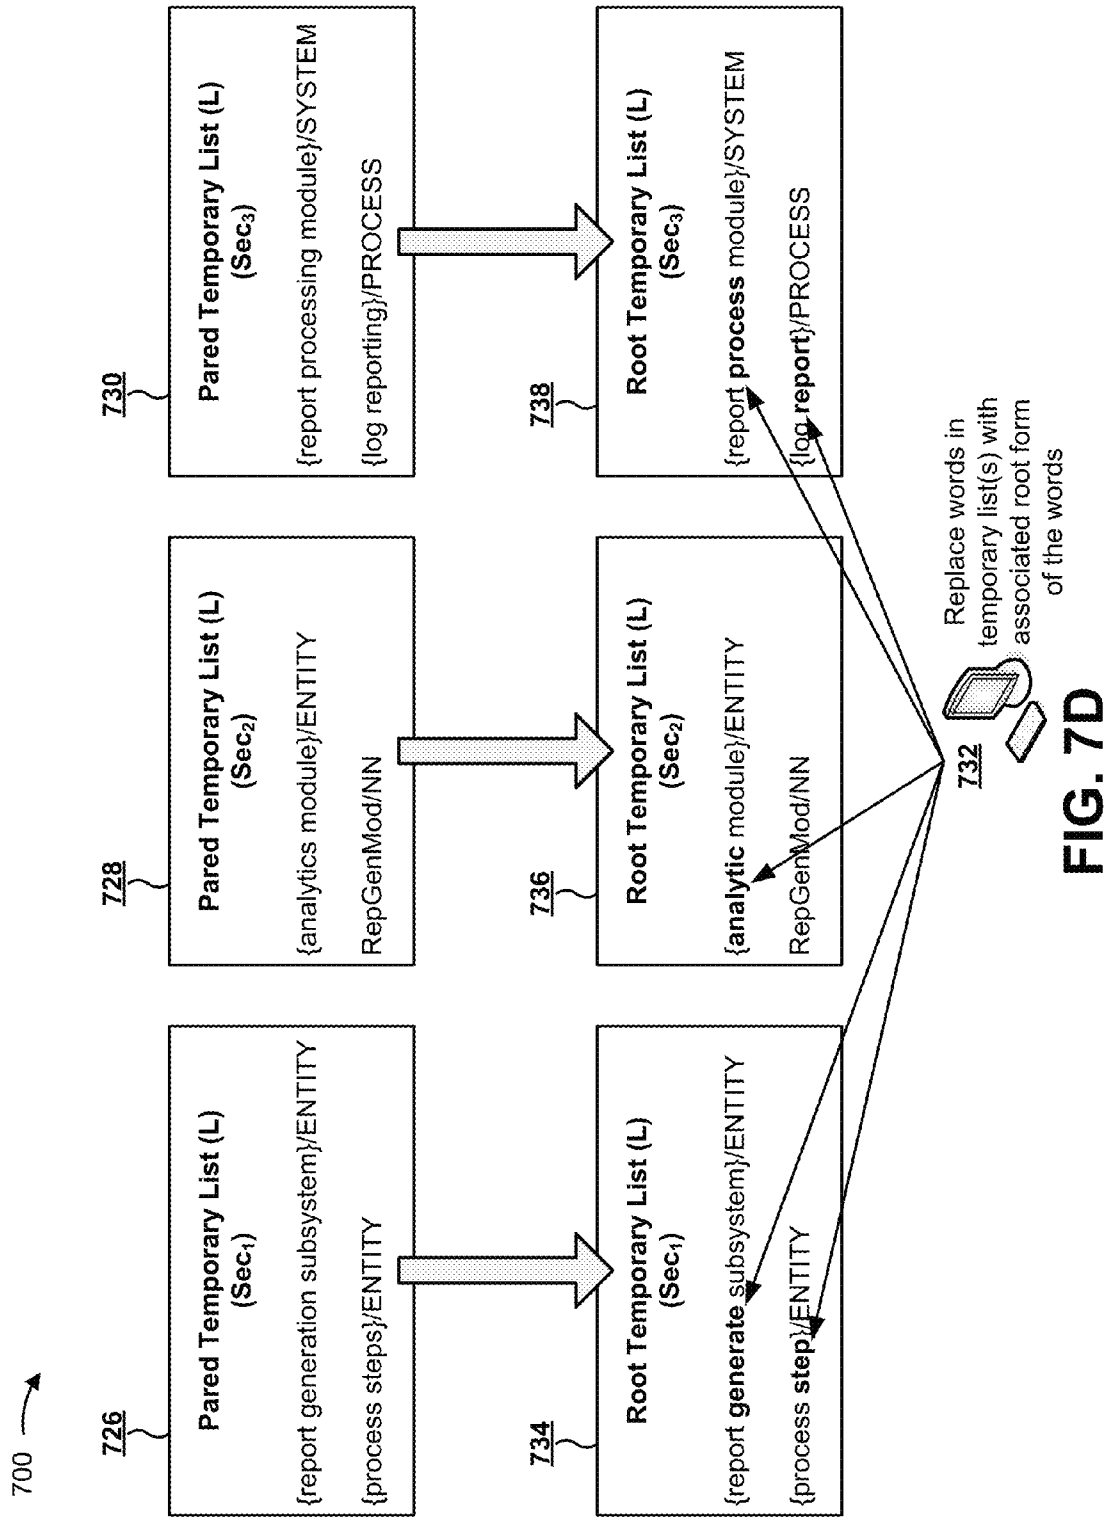 700
726
Pared Temporary List (L)
(Sec₁)
{report generation subsystem}/ENTITY
{process steps}/ENTITY
728
Pared Temporary List (L)
(Sec₂)
{analytics module}/ENTITY
RepGenMod/NN
730
Pared Temporary List (L)
(Sec₃)
{report processing module}/SYSTEM
{log reporting}/PROCESS
734
Root Temporary List (L)
(Sec₁)
{report generate subsystem}/ENTITY
{process step}/ENTITY
736
Root Temporary List (L)
(Sec₂)
{analytic module}/ENTITY
RepGenMod/NN
738
Root Temporary List (L)
(Sec₃)
{report process module}/SYSTEM
{log report}/PROCESS
732
Replace words in
temporary list(s) with
associated root form
of the words
FIG. 7D